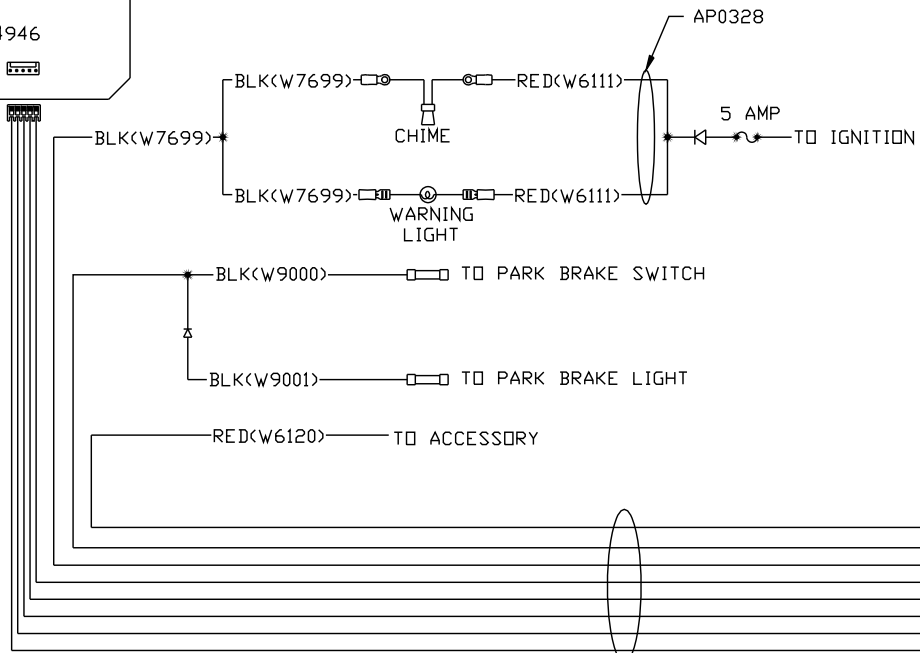 AP0328
4946
BLK(W7699) RED(W6111)
CHIME
5 AMP
BLK(W7699) TO IGNITION
BLK(W7699) RED(W6111)
WARNING
LIGHT
BLK(W9000) TO PARK BRAKE SWITCH
BLK(W9001) TO PARK BRAKE LIGHT
RED(W6120) TO ACCESSORY